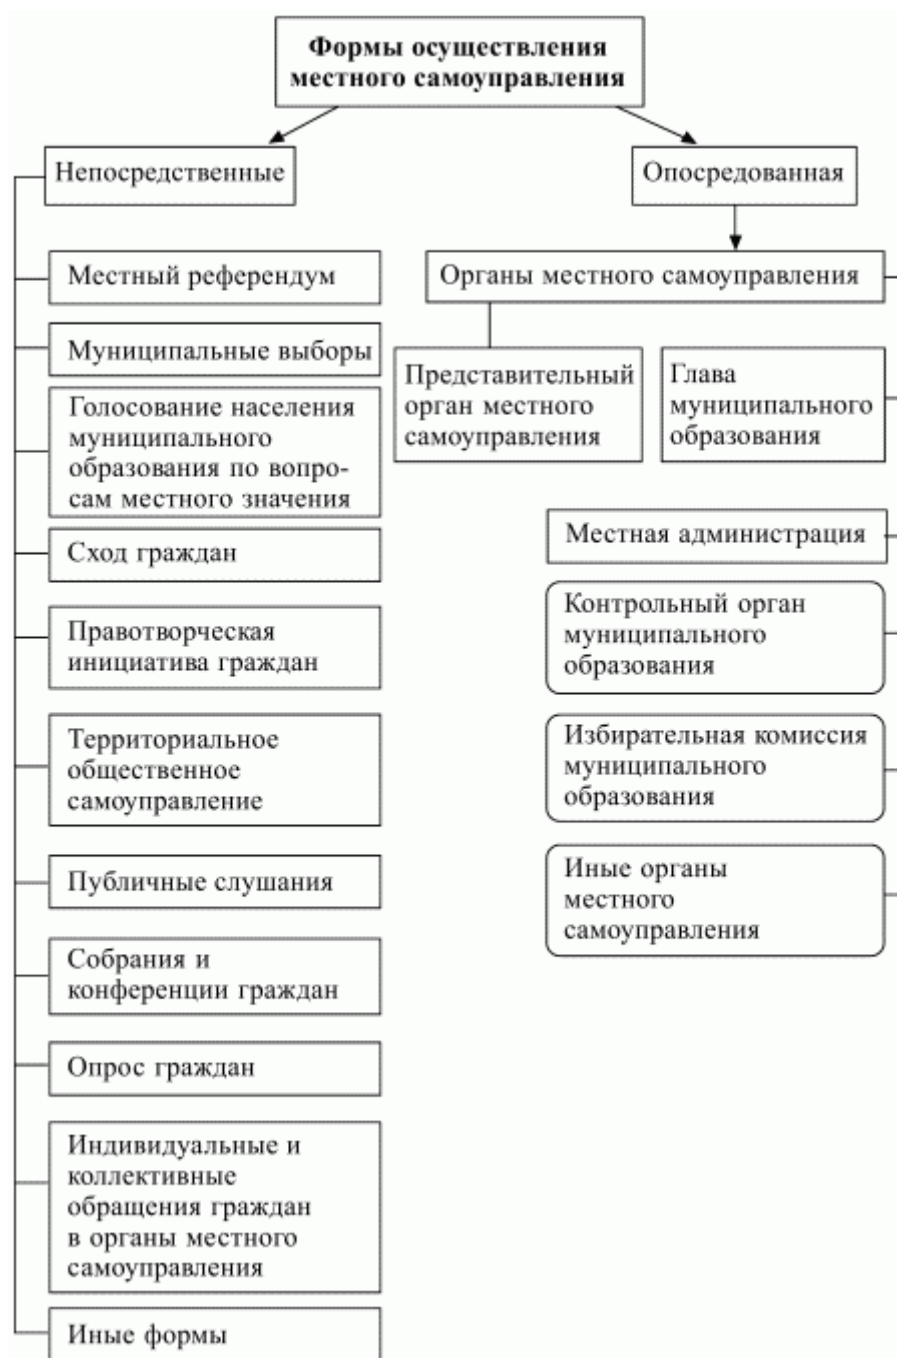 Формы осуществления
местного самоуправления
Непосредственные
Опосредованная
Местный референдум
Муниципальные выборы
Голосование населения
муниципального
образования по вопро-
сам местного значения
Сход граждан
Правотворческая
инициатива граждан
Территориальное
общественное
самоуправление
Публичные слушания
Собрания и
конференции граждан
Опрос граждан
Индивидуальные и
коллективные
обращения граждан
в органы местного
самоуправления
Иные формы
Органы местного самоуправления
Представительный
орган местного
самоуправления
Глава
муниципального
образования
Местная администрация
Контрольный орган
муниципального
образования
Избирательная комиссия
муниципального
образования
Иные органы
местного
самоуправления